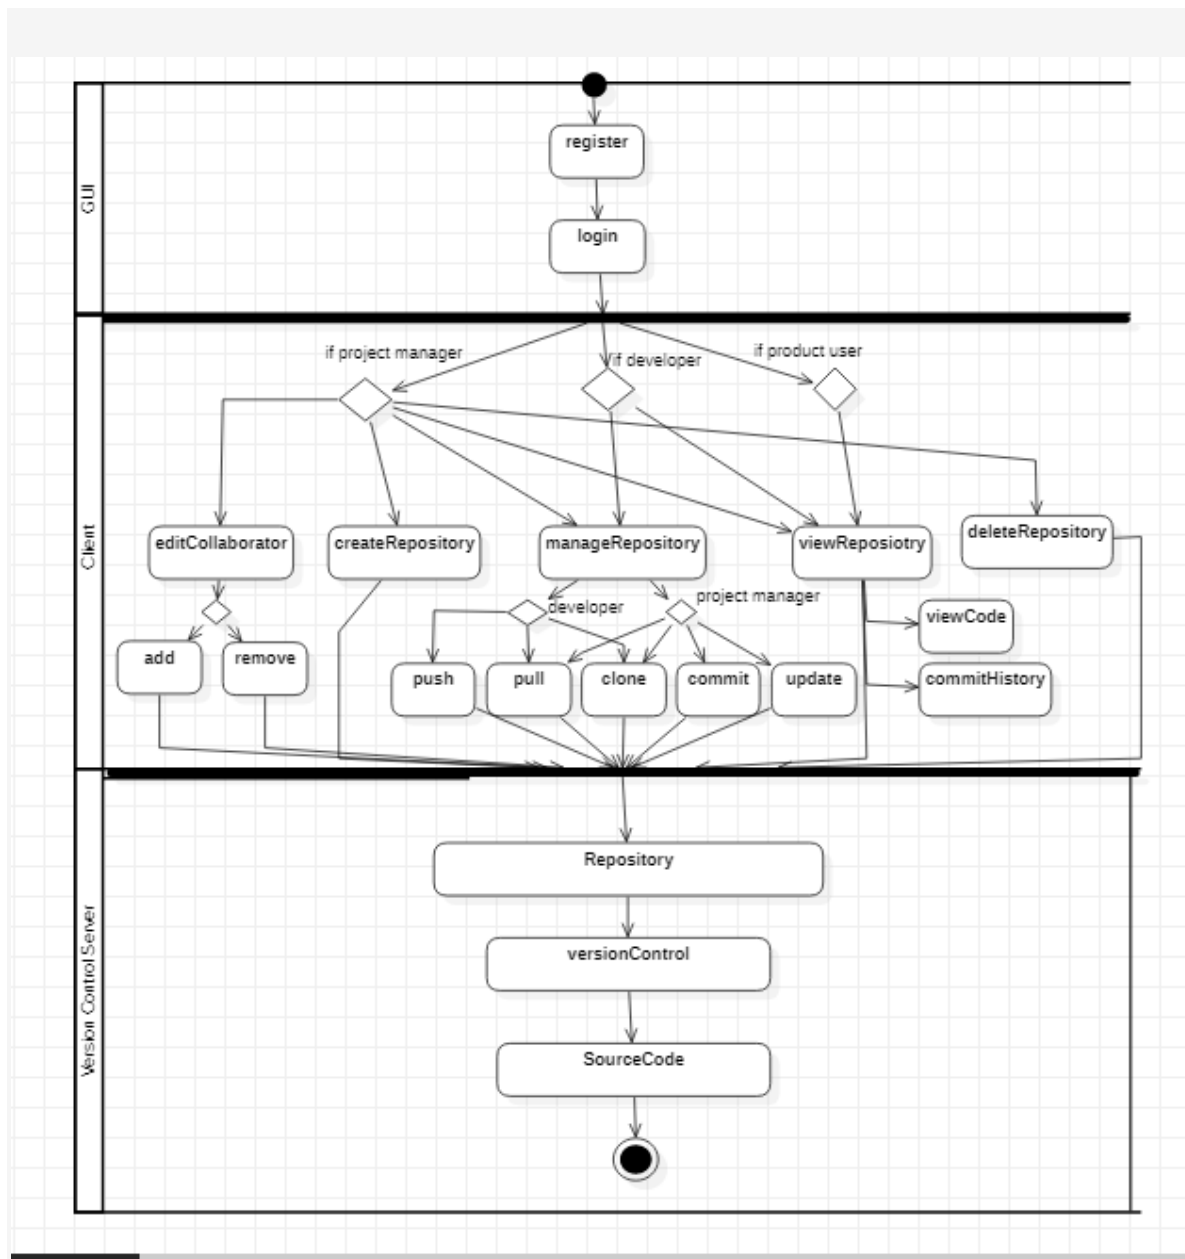 register
GUI
login
if project manager
if developer
if product user
Client
editCollaborator
createRepository
manageRepository
viewReposiotry
deleteRepository
developer
project manager
viewCode
add
remove
push
pull
clone
commit
update
commitHistory
Version Control Server
Repository
versionControl
SourceCode